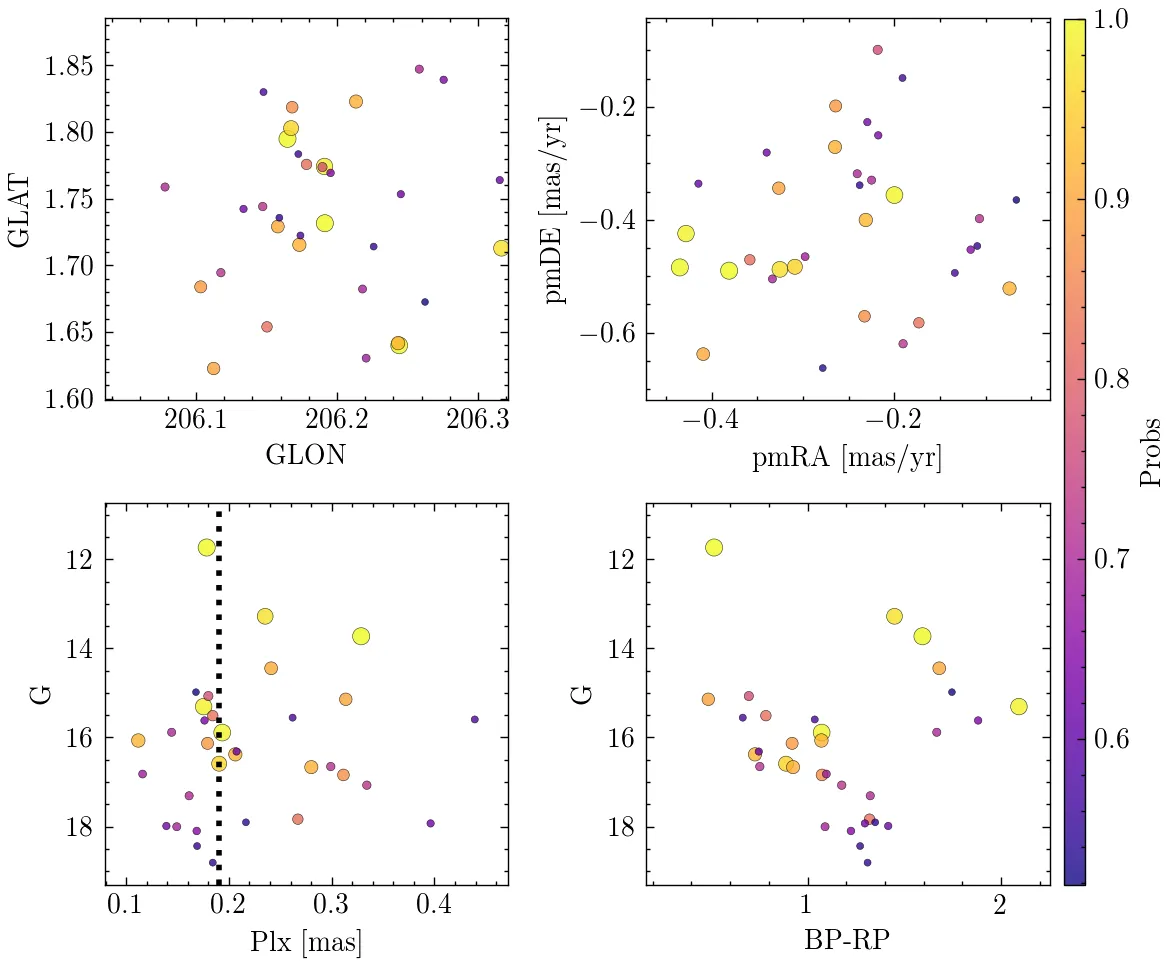 1.85
1.80
1.75
1.70
1.65
1.60
GLAT
206.1 206.2 206.3
GLON
−0.2
−0.4
−0.6
pmDE [mas/yr]
−0.4 −0.2
pmRA [mas/yr]
1.0
0.9
0.8
0.7
0.6
Probs
12
14
16
18
G
0.1 0.2 0.3 0.4
Plx [mas]
12
14
16
18
G
1 2
BP-RP